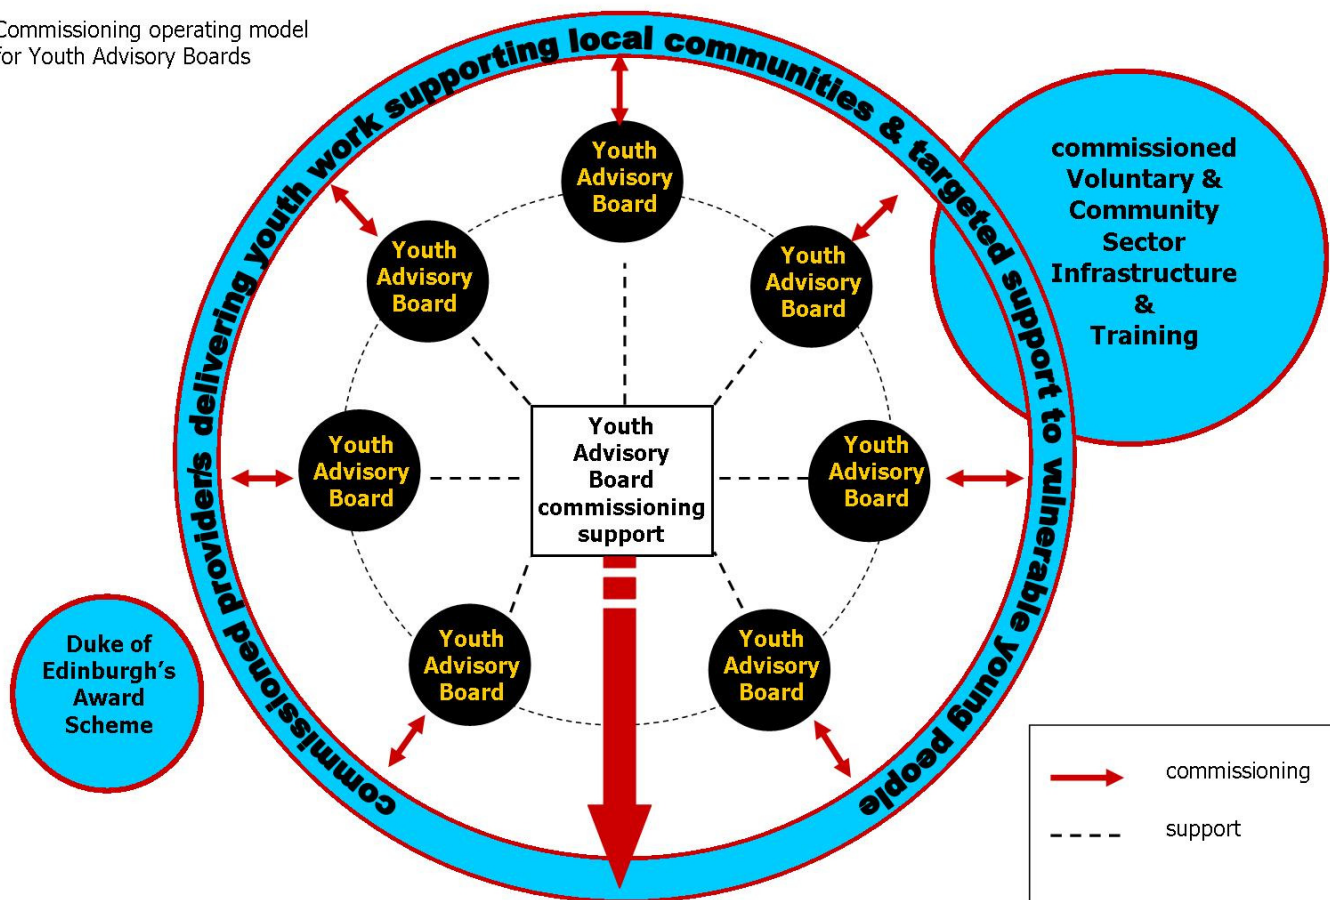 Commissioning operating model
for Youth Advisory Boards
commissioned provider/s delivering youth work supporting local communities & targeted support to vulnerable young people
commissioned
Voluntary &
Community
Sector
Infrastructure
&
Training
Youth
Advisory
Board
Youth
Advisory
Board
Youth
Advisory
Board
Youth
Advisory
Board
Youth
Advisory
Board
commissioning
support
Youth
Advisory
Board
Youth
Advisory
Board
Youth
Advisory
Board
Duke of
Edinburgh’s
Award
Scheme
commissioning
support